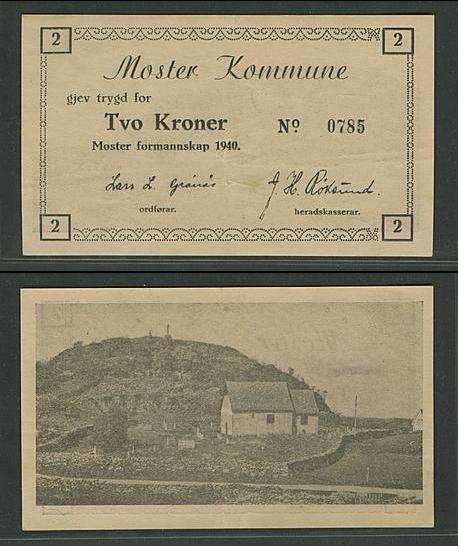 2 2
Moster Kommune
gjev trygd for
Tvo Kroner
Nº 0785
Moster formannskap 1940.
Lars L. Grånås J. H. Røksund.
ordførar. heradskasserar.
2 2